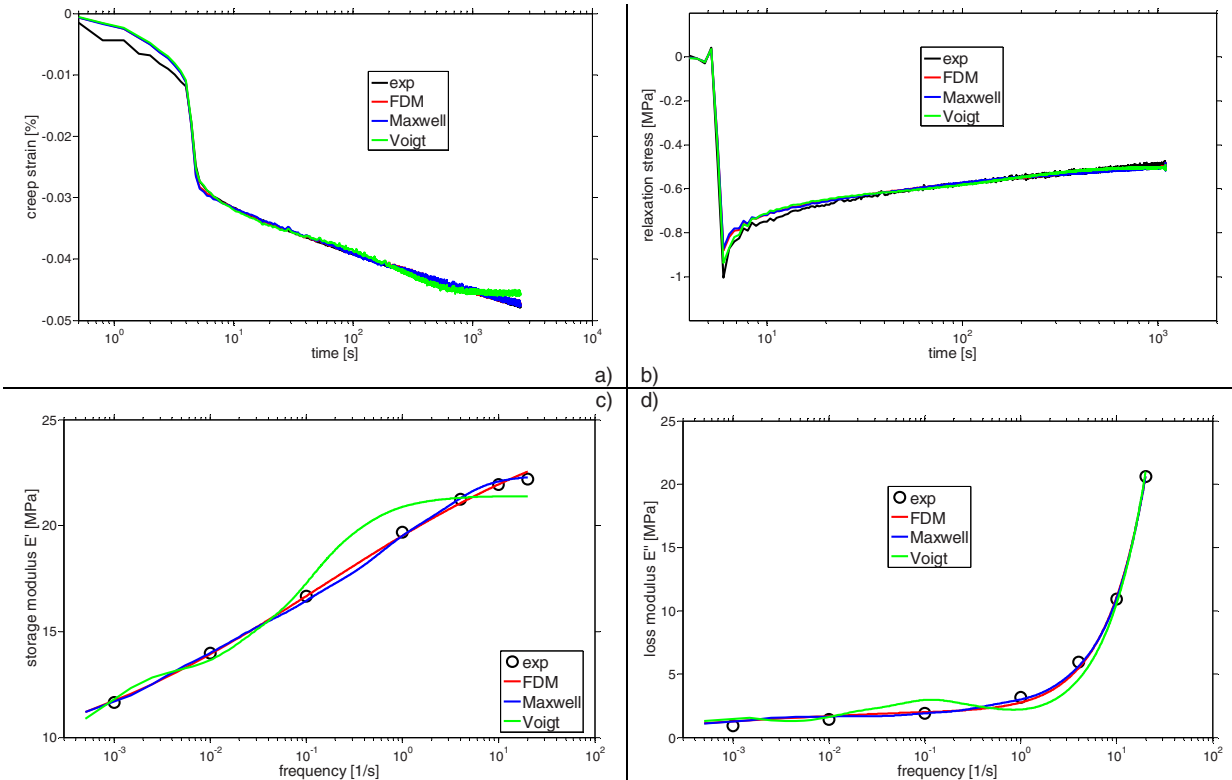 0
-0.01
-0.02
-0.03
-0.04
-0.05
10^0
10^1
10^2
10^3
10^4
creep strain [%]
time [s]
exp
FDM
Maxwell
Voigt
a)
0
-0.2
-0.4
-0.6
-0.8
-1
10^1
10^2
10^3
relaxation stress [MPa]
time [s]
exp
FDM
Maxwell
Voigt
b)
c)
25
20
15
10
10^-3
10^-2
10^-1
10^0
10^1
10^2
storage modulus E' [MPa]
frequency [1/s]
exp
FDM
Maxwell
Voigt
d)
25
20
15
10
5
0
10^-3
10^-2
10^-1
10^0
10^1
10^2
loss modulus E'' [MPa]
frequency [1/s]
exp
FDM
Maxwell
Voigt